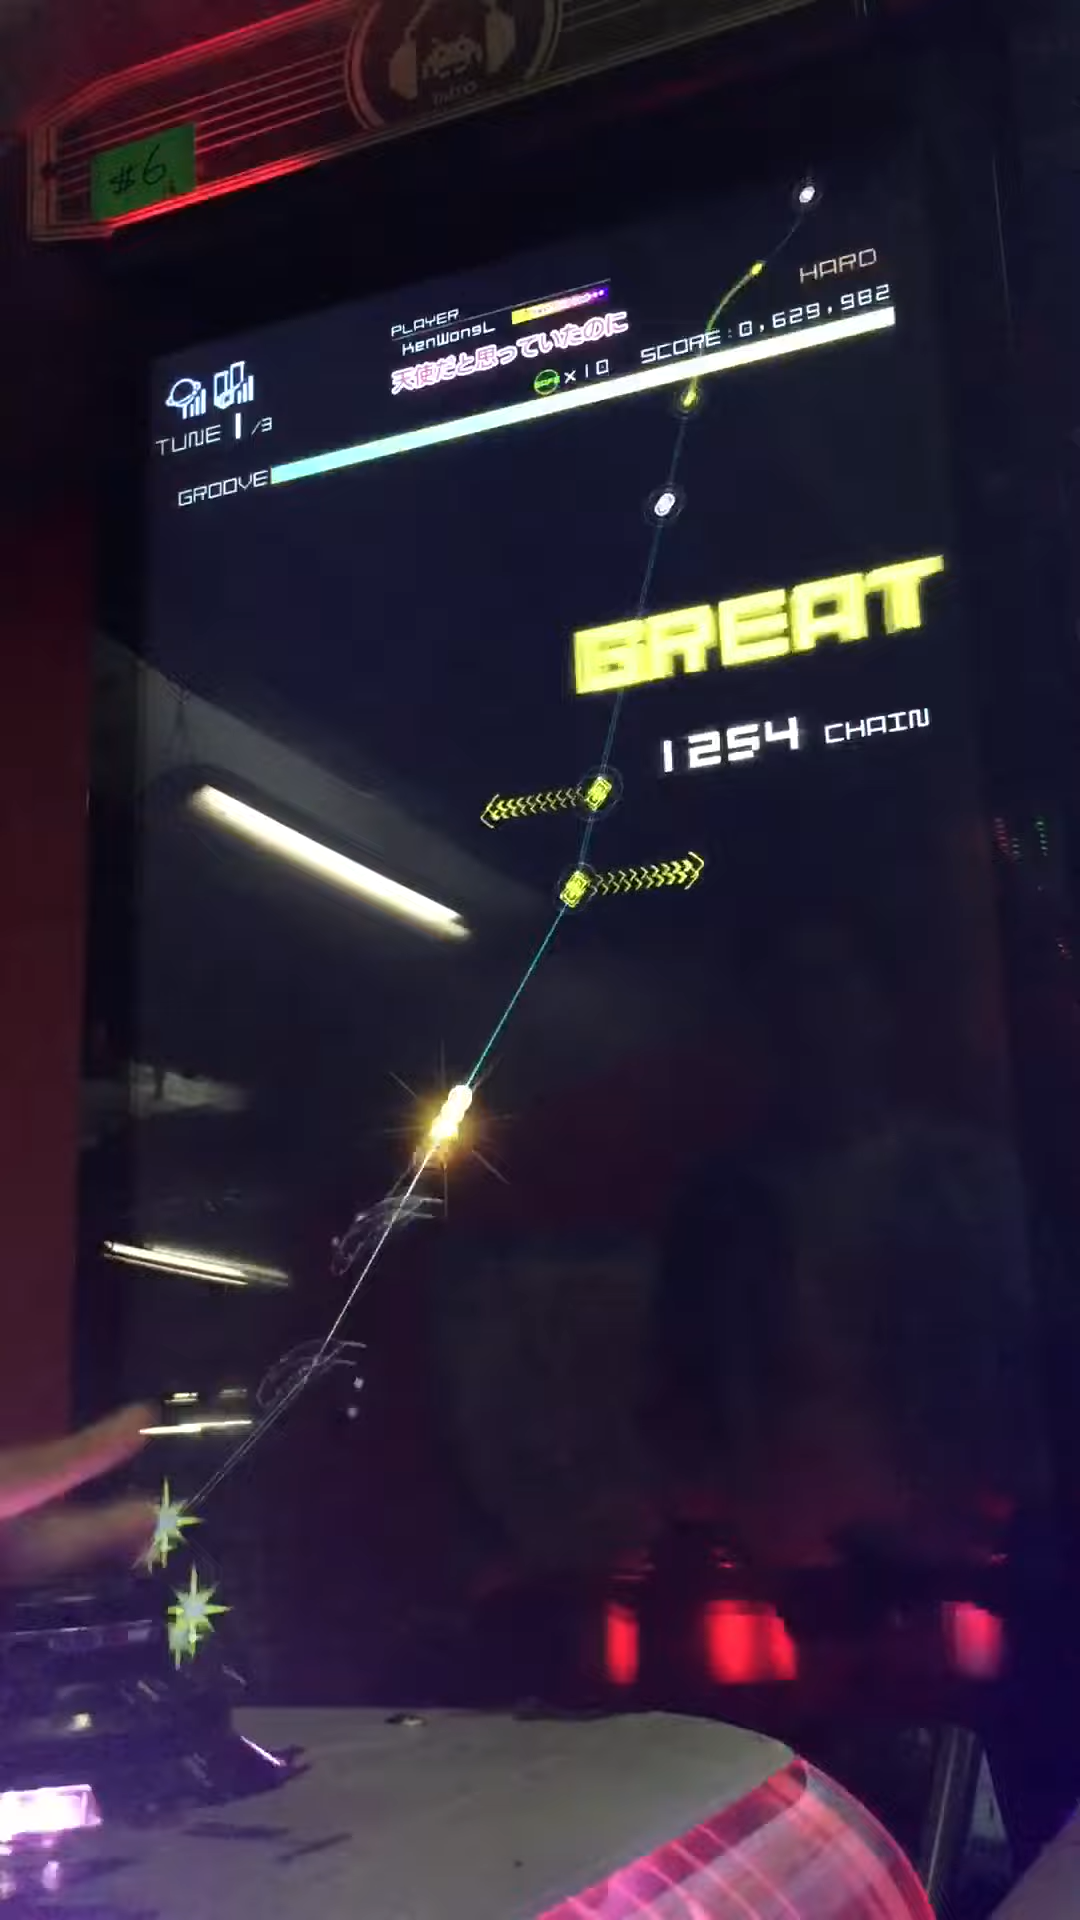 #6
HARD
PLAYER
KenWongL
天使だと思っていたのに
×10
SCORE:0,629,982
TUNE 1/3
GROOVE
GREAT
1254 CHAIN